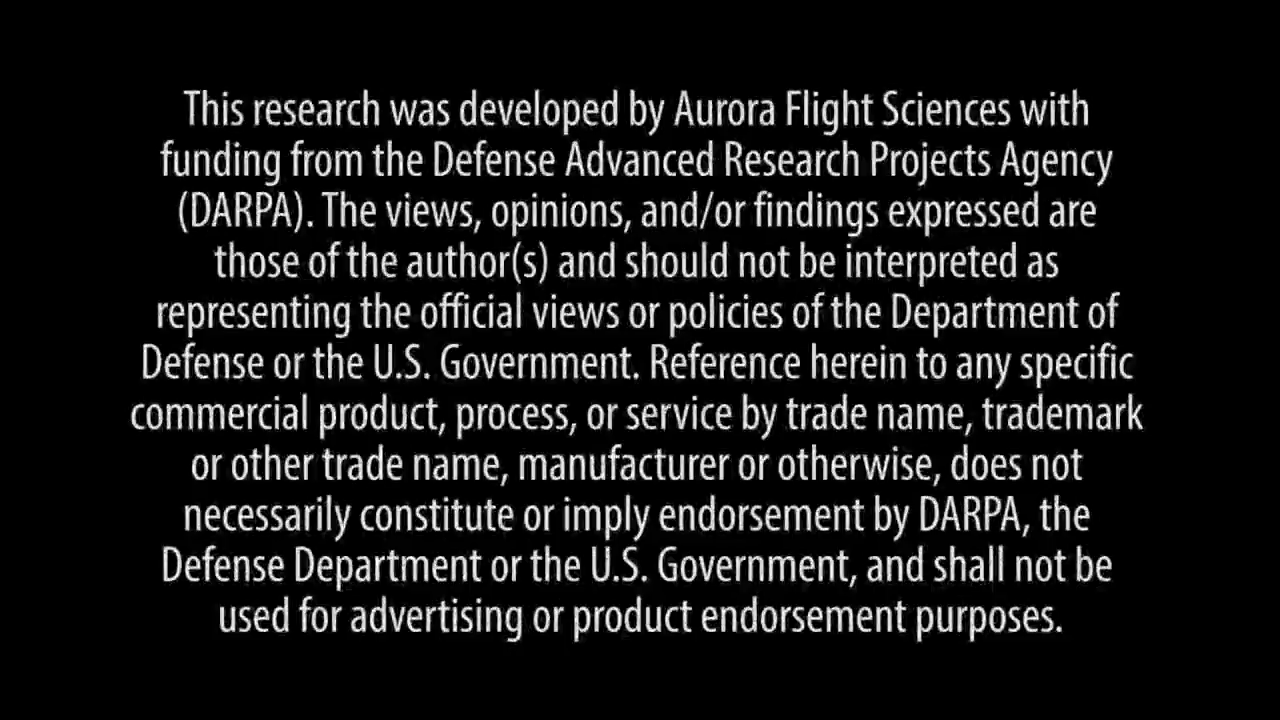 This research was developed by Aurora Flight Sciences with
funding from the Defense Advanced Research Projects Agency
(DARPA). The views, opinions, and/or findings expressed are
those of the author(s) and should not be interpreted as
representing the official views or policies of the Department of
Defense or the U.S. Government. Reference herein to any specific
commercial product, process, or service by trade name, trademark
or other trade name, manufacturer or otherwise, does not
necessarily constitute or imply endorsement by DARPA, the
Defense Department or the U.S. Government, and shall not be
used for advertising or product endorsement purposes.